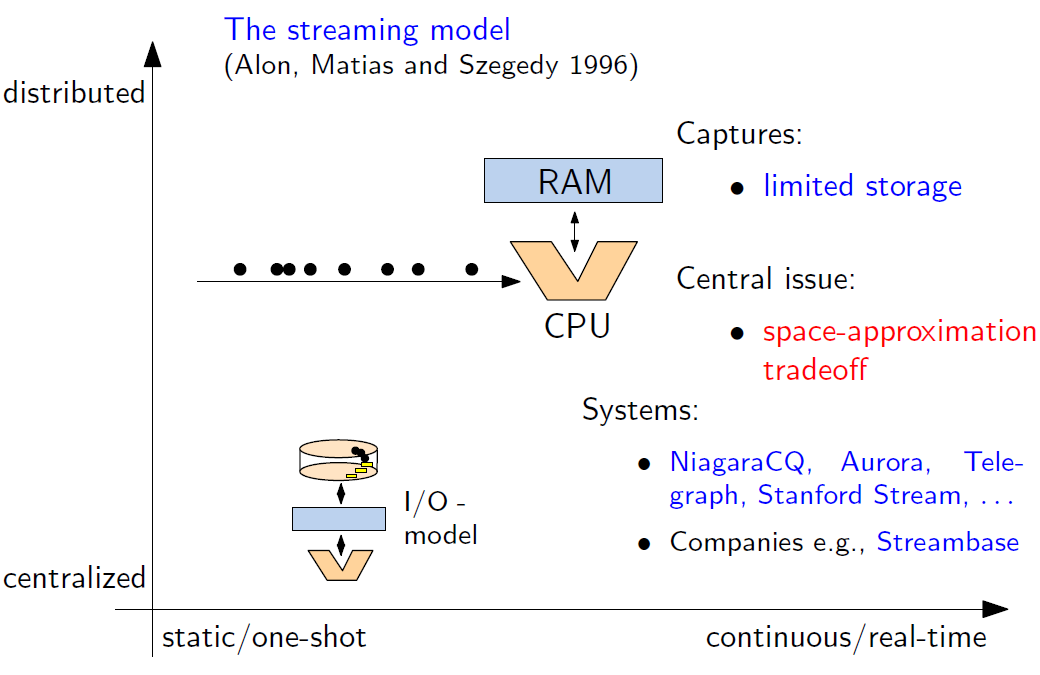 The streaming model
(Alon, Matias and Szegedy 1996)
distributed
Captures:
RAM
• limited storage
Central issue:
CPU
• space-approximation
tradeoff
Systems:
• NiagaraCQ, Aurora, Tele-
graph, Stanford Stream, ...
I/O -
model
• Companies e.g., Streambase
centralized
static/one-shot
continuous/real-time